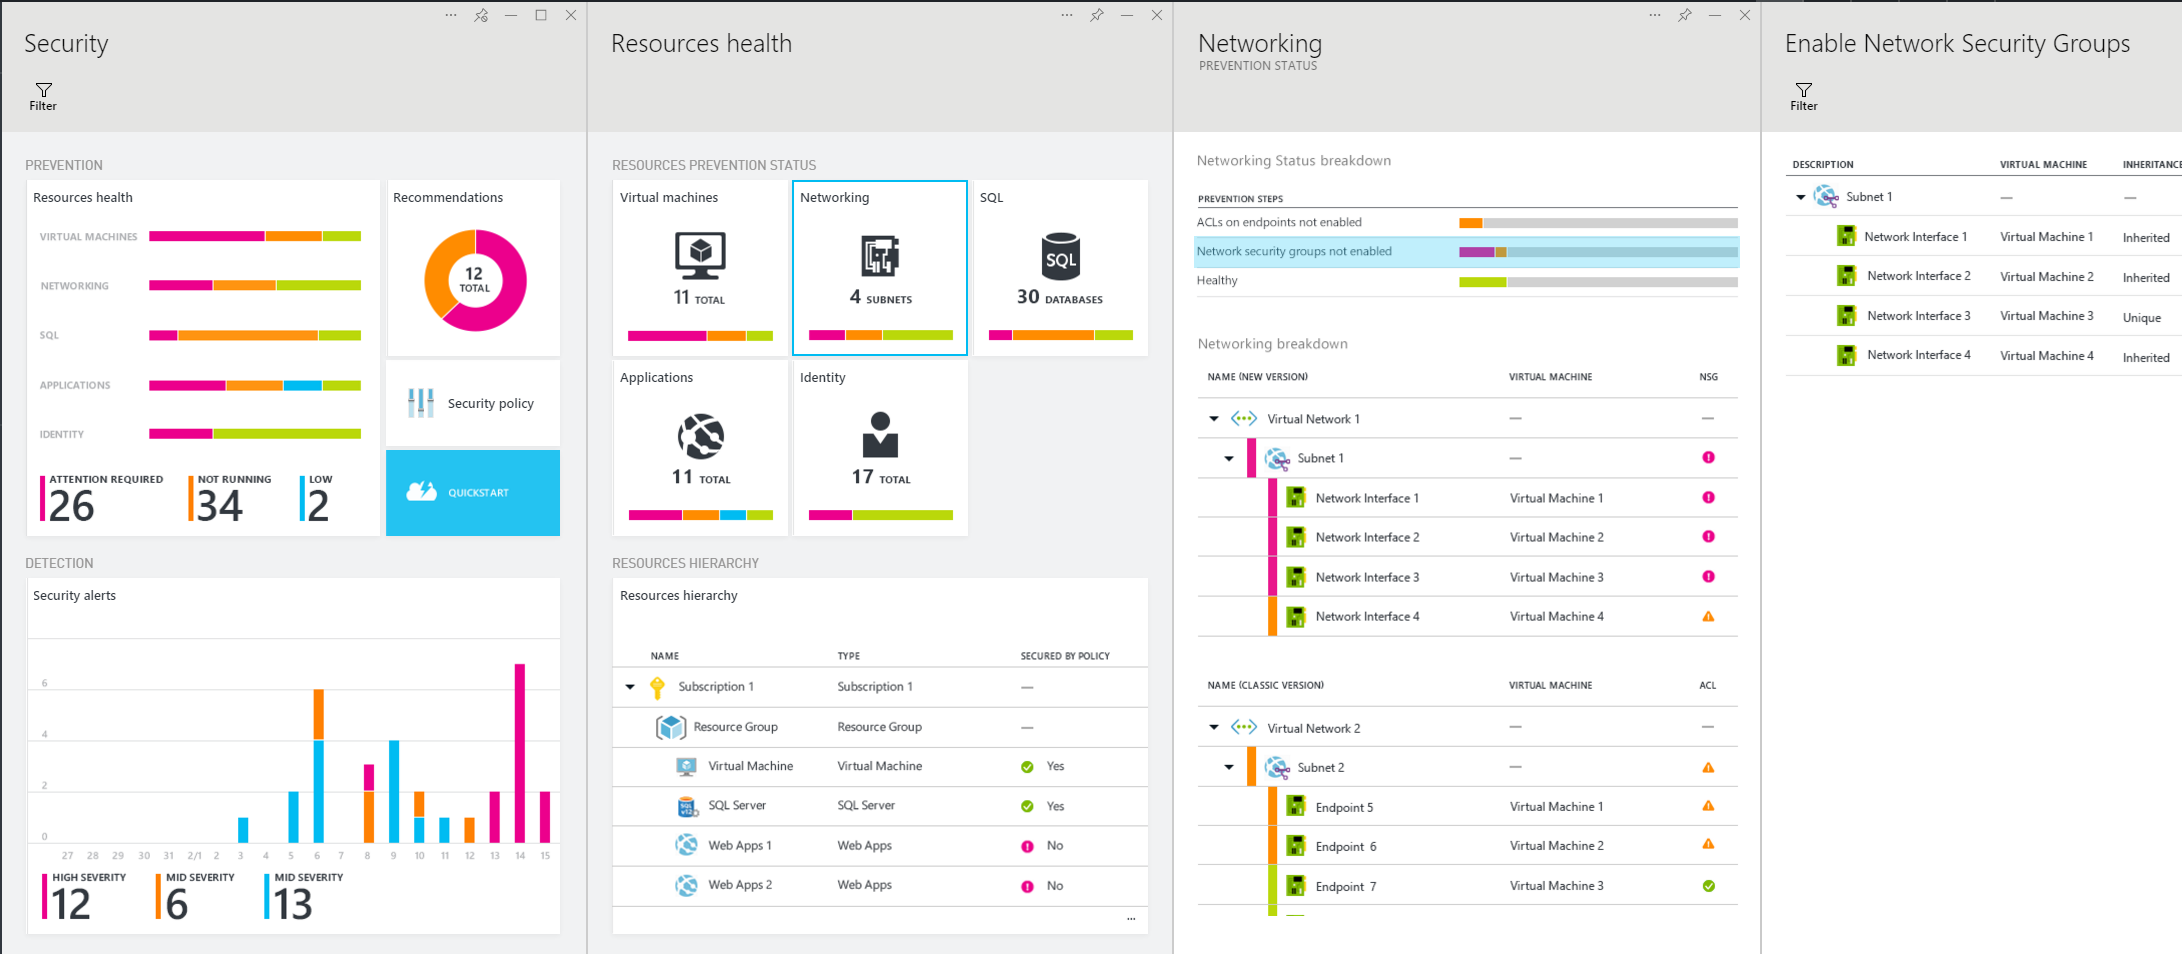 Security
Filter
PREVENTION
Resources health
VIRTUAL MACHINES
NETWORKING
SQL
APPLICATIONS
IDENTITY
ATTENTION REQUIRED
26
NOT RUNNING
34
LOW
2
Recommendations
12
TOTAL
Security policy
QUICKSTART
DETECTION
Security alerts
6
4
2
0
27 28 29 30 31 2/1 2 3 4 5 6 7 8 9 10 11 12 13 14 15
HIGH SEVERITY
12
MID SEVERITY
6
MID SEVERITY
13
Resources health
RESOURCES PREVENTION STATUS
Virtual machines
11 TOTAL
Networking
4 SUBNETS
SQL
SQL
30 DATABASES
Applications
11 TOTAL
Identity
17 TOTAL
RESOURCES HIERARCHY
Resources hierarchy
NAME TYPE SECURED BY POLICY
Subscription 1 Subscription 1 —
Resource Group Resource Group —
Virtual Machine Virtual Machine Yes
SQL Server SQL Server Yes
Web Apps 1 Web Apps No
Web Apps 2 Web Apps No
...
Networking
PREVENTION STATUS
Networking Status breakdown
PREVENTION STEPS
ACLs on endpoints not enabled
Network security groups not enabled
Healthy
Networking breakdown
NAME (NEW VERSION) VIRTUAL MACHINE NSG
Virtual Network 1 — —
Subnet 1 —
Network Interface 1 Virtual Machine 1
Network Interface 2 Virtual Machine 2
Network Interface 3 Virtual Machine 3
Network Interface 4 Virtual Machine 4
NAME (CLASSIC VERSION) VIRTUAL MACHINE ACL
Virtual Network 2 — —
Subnet 2 —
Endpoint 5 Virtual Machine 1
Endpoint 6 Virtual Machine 2
Endpoint 7 Virtual Machine 3
Enable Network Security Groups
Filter
DESCRIPTION VIRTUAL MACHINE INHERITANCE
Subnet 1 — —
Network Interface 1 Virtual Machine 1 Inherited
Network Interface 2 Virtual Machine 2 Inherited
Network Interface 3 Virtual Machine 3 Unique
Network Interface 4 Virtual Machine 4 Inherited